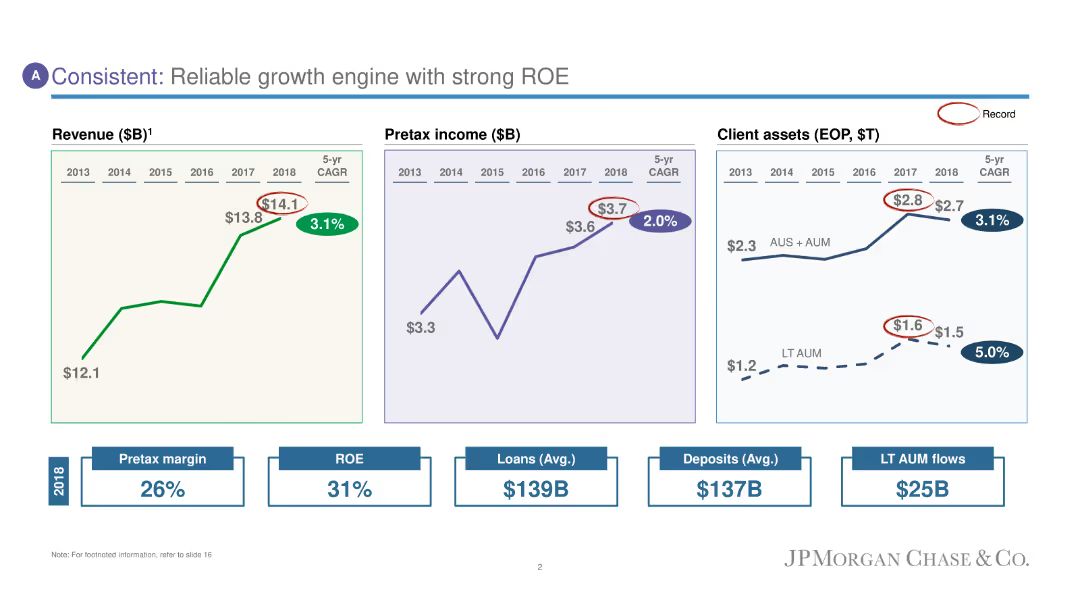 A Consistent: Reliable growth engine with strong ROE
Record
Revenue ($B)1
2013 2014 2015 2016 2017 2018 5-yr CAGR
$14.1
$13.8
3.1%
$12.1
Pretax income ($B)
2013 2014 2015 2016 2017 2018 5-yr CAGR
$3.7
$3.6
2.0%
$3.3
Client assets (EOP, $T)
2013 2014 2015 2016 2017 2018 5-yr CAGR
$2.8 $2.7
3.1%
$2.3 AUS + AUM
$1.6 $1.5
5.0%
$1.2 LT AUM
2018
Pretax margin
26%
ROE
31%
Loans (Avg.)
$139B
Deposits (Avg.)
$137B
LT AUM flows
$25B
Note: For footnoted information, refer to slide 16
2
JPMORGAN CHASE & CO.